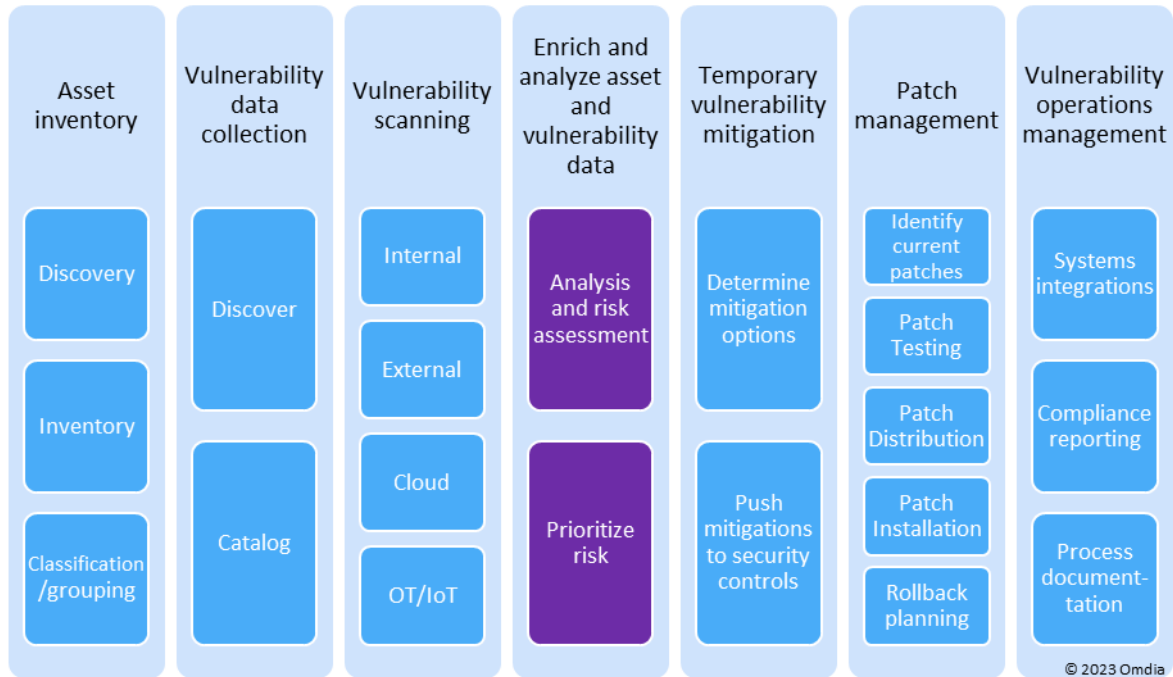 Asset
inventory
Discovery
Inventory
Classification
/grouping
Vulnerability
data
collection
Discover
Catalog
Vulnerability
scanning
Internal
External
Cloud
OT/IoT
Enrich and
analyze asset
and
vulnerability
data
Analysis
and risk
assessment
Prioritize
risk
Temporary
vulnerability
mitigation
Determine
mitigation
options
Push
mitigations
to security
controls
Patch
management
Identify
current
patches
Patch
Testing
Patch
Distribution
Patch
Installation
Rollback
planning
Vulnerability
operations
management
Systems
integrations
Compliance
reporting
Process
document-
tation
© 2023 Omdia